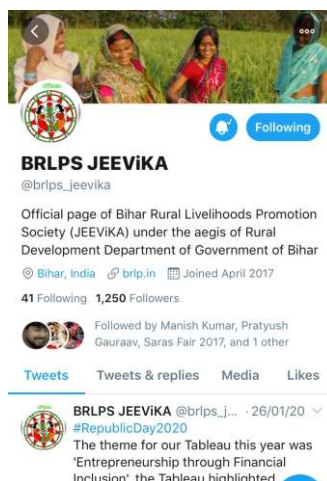 Following
BRLPS JEEViKA
@brlps_jeevika
Official page of Bihar Rural Livelihoods Promotion
Society (JEEViKA) under the aegis of Rural
Development Department of Government of Bihar
Bihar, India brlp.in Joined April 2017
41 Following 1,250 Followers
Followed by Manish Kumar, Pratyush
Gauraav, Saras Fair 2017, and 1 other
Tweets Tweets & replies Media Likes
BRLPS JEEViKA @brlps_j... · 26/01/20
#RepublicDay2020
The theme for our Tableau this year was
'Entrepreneurship through Financial
Inclusion', the Tableau highlighted